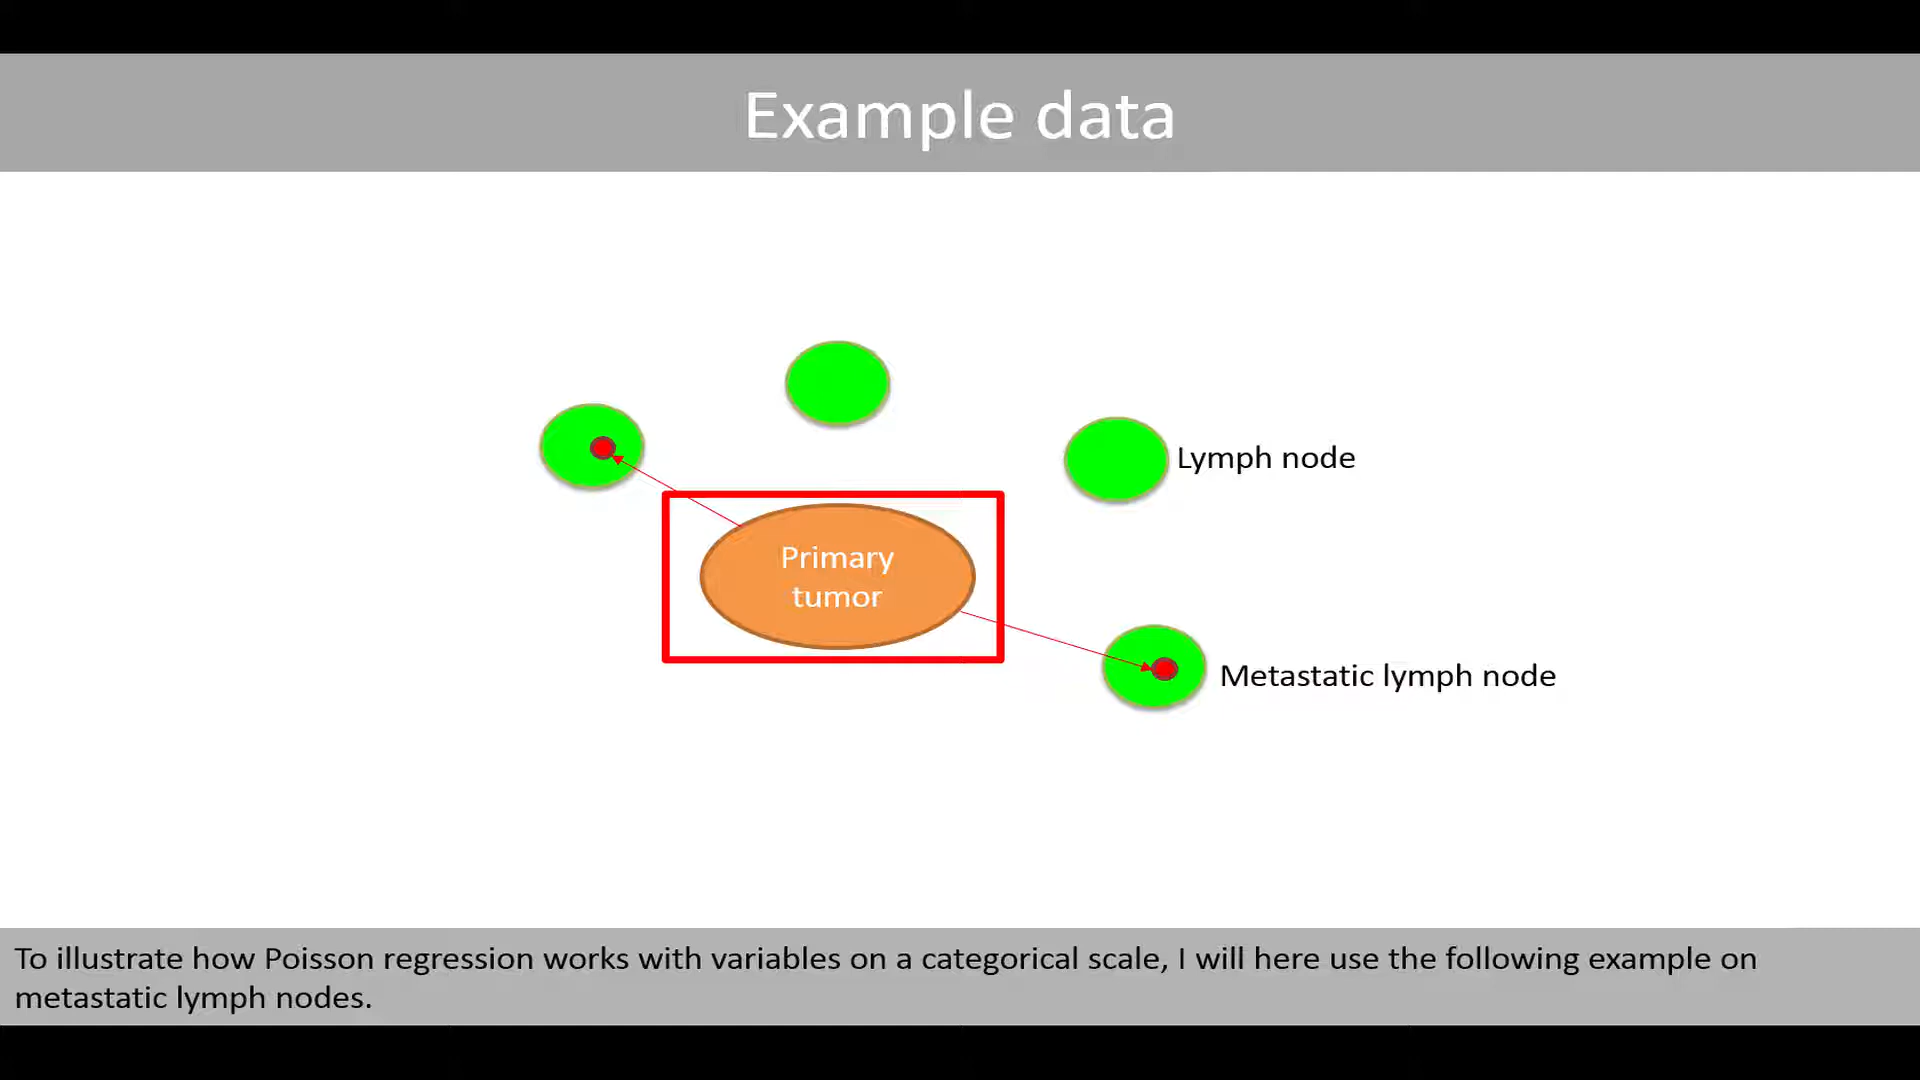 Example data
Lymph node
Primary
tumor
Metastatic lymph node
To illustrate how Poisson regression works with variables on a categorical scale, I will here use the following example on
metastatic lymph nodes.